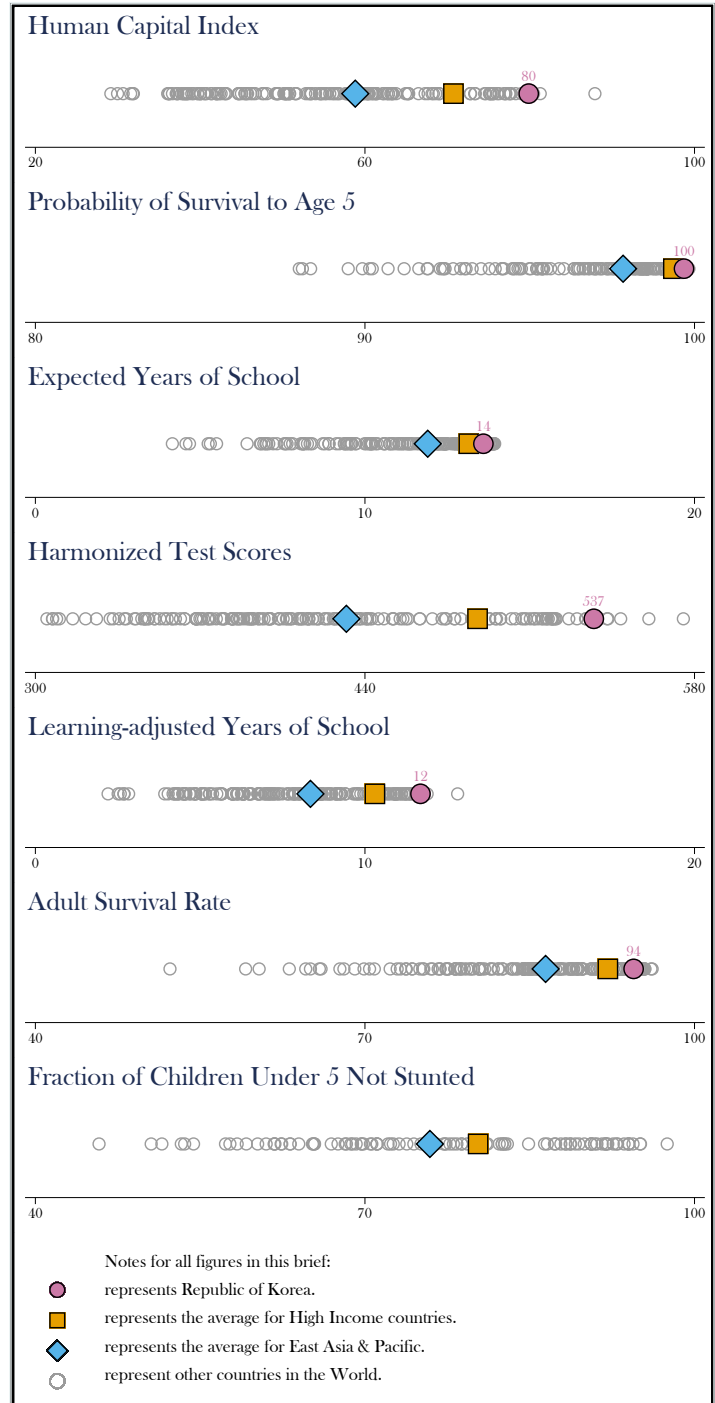 Human Capital Index
80
20 60 100
Probability of Survival to Age 5
100
80 90 100
Expected Years of School
14
0 10 20
Harmonized Test Scores
537
300 440 580
Learning-adjusted Years of School
12
0 10 20
Adult Survival Rate
94
40 70 100
Fraction of Children Under 5 Not Stunted
40 70 100
Notes for all figures in this brief:
represents Republic of Korea.
represents the average for High Income countries.
represents the average for East Asia & Pacific.
represent other countries in the World.